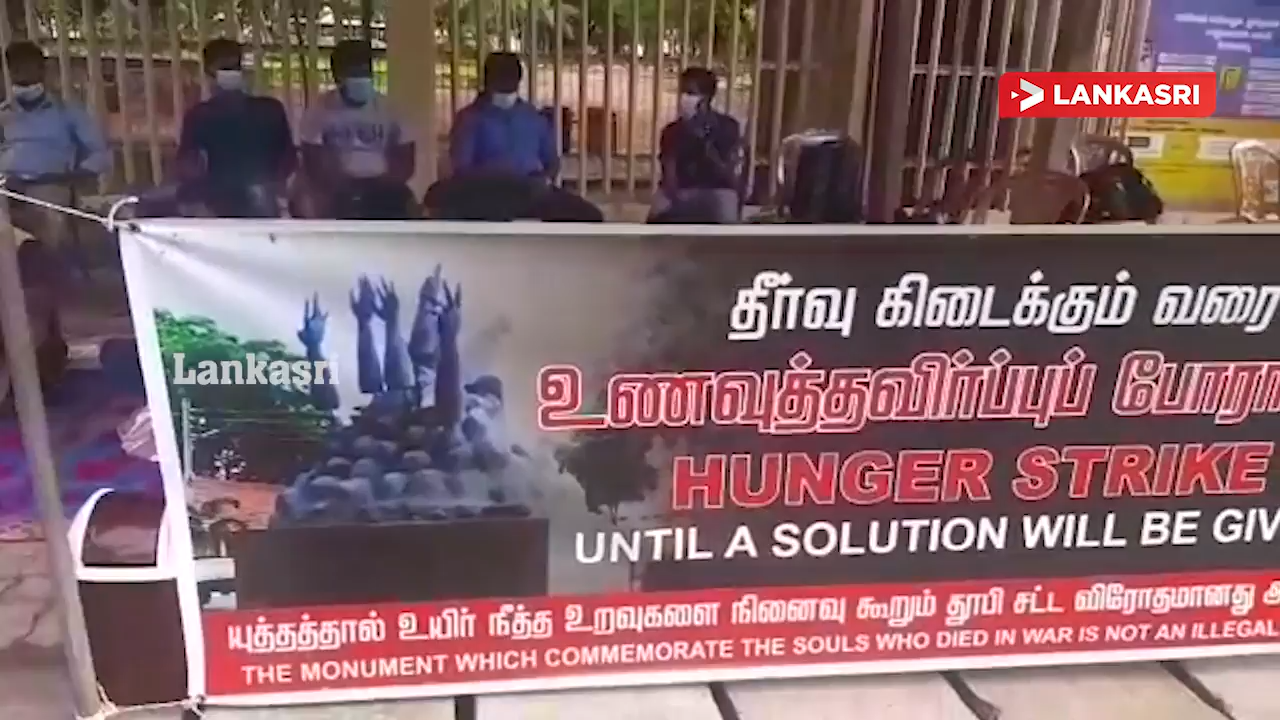 LANKASRI
Lankasri
தீர்வு கிடைக்கும் வரை
உணவுத்தவிர்ப்புப் போரா
HUNGER STRIKE
UNTIL A SOLUTION WILL BE GIV
யுத்தத்தால் உயிர் நீத்த உறவுகளை நினைவு கூறும் தூபி சட்ட விரோதமானது அ
THE MONUMENT WHICH COMMEMORATE THE SOULS WHO DIED IN WAR IS NOT AN ILLEGAL